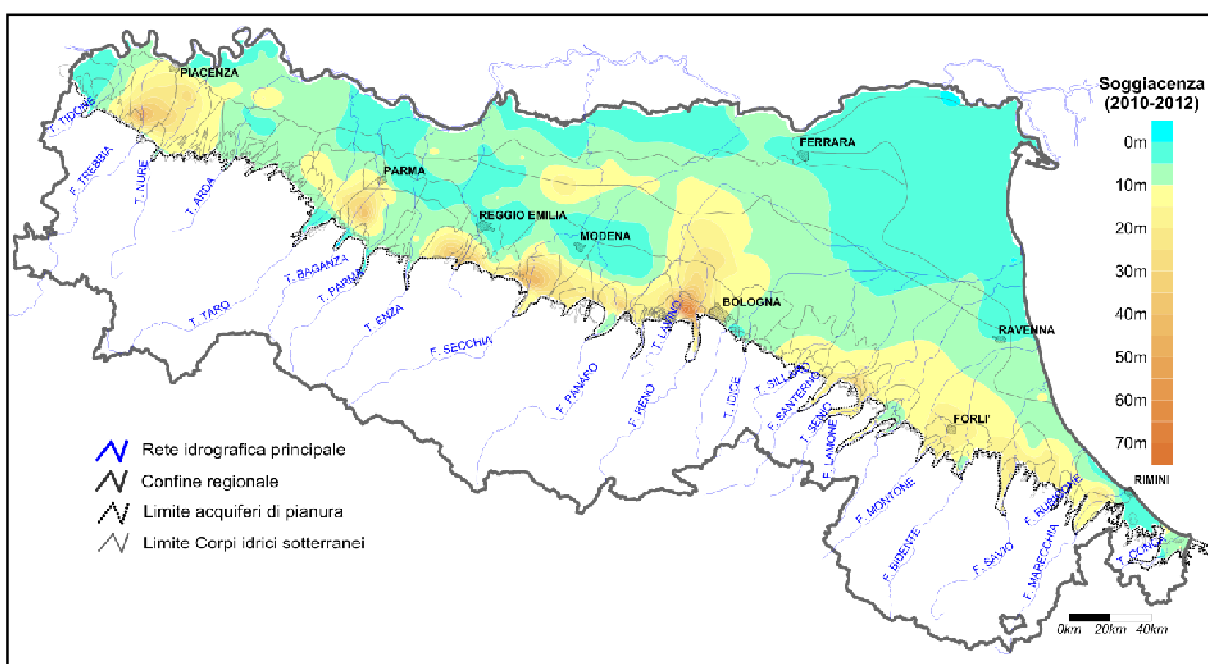 PIACENZA
T. TIDONE
F. TREBBIA
T. NURE
T. ARDA
PARMA
REGGIO EMILIA
MODENA
FERRARA
BOLOGNA
RAVENNA
FORLI'
RIMINI
T. TARO
T. BAGANZA
T. PARMA
T. ENZA
F. SECCHIA
F. PANARO
F. RENO
T. LAVINO
T. IDICE
T. SILLARO
F. SANTERNO
T. SENIO
F. LAMONE
F. MONTONE
F. BIDENTE
F. SAVIO
F. MARECCHIA
F. RUBICONE
T. CONCA
Soggiacenza
(2010-2012)
0m
10m
20m
30m
40m
50m
60m
70m
Rete idrografica principale
Confine regionale
Limite acquiferi di pianura
Limite Corpi idrici sotterranei
0km 20km 40km